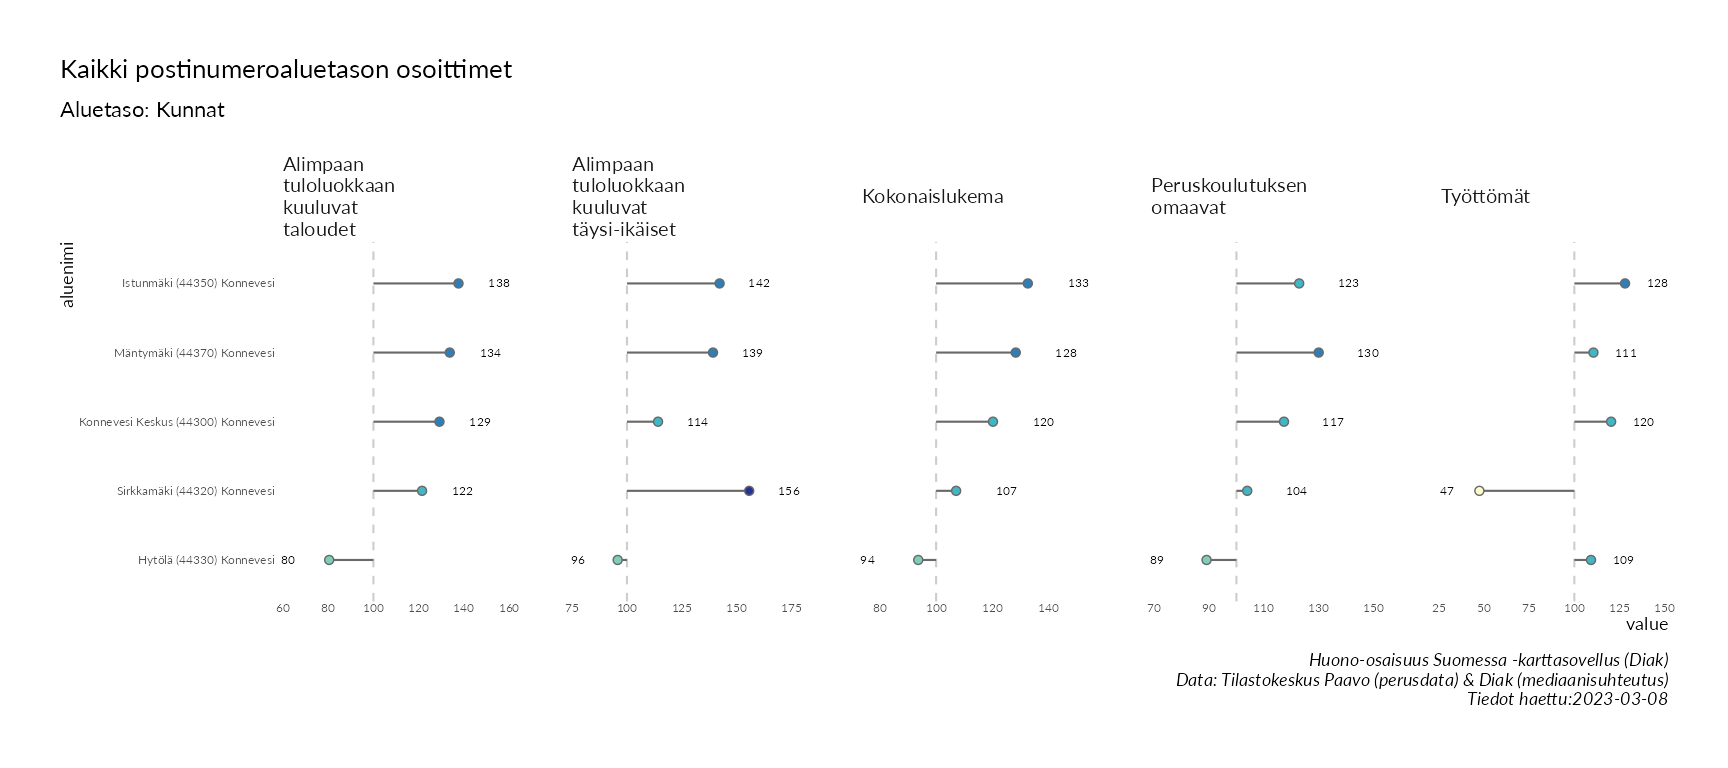 Kaikki postinumeroaluetason osoittimet
Aluetaso: Kunnat
Alimpaan
tuloluokkaan
kuuluvat
taloudet
Alimpaan
tuloluokkaan
kuuluvat
täysi-ikäiset
Kokonaislukema
Peruskoulutuksen
omaavat
Työttömät
aluenimi
Istunmäki (44350) Konnevesi 138 142 133 123 128
Mäntymäki (44370) Konnevesi 134 139 128 130 111
Konnevesi Keskus (44300) Konnevesi 129 114 120 117 120
Sirkkamäki (44320) Konnevesi 122 156 107 104 47
Hytölä (44330) Konnevesi 80 96 94 89 109
60 80 100 120 140 160 75 100 125 150 175 80 100 120 140 70 90 110 130 150 25 50 75 100 125 150
value
Huono-osaisuus Suomessa -karttasovellus (Diak)
Data: Tilastokeskus Paavo (perusdata) & Diak (mediaanisuhteutus)
Tiedot haettu:2023-03-08